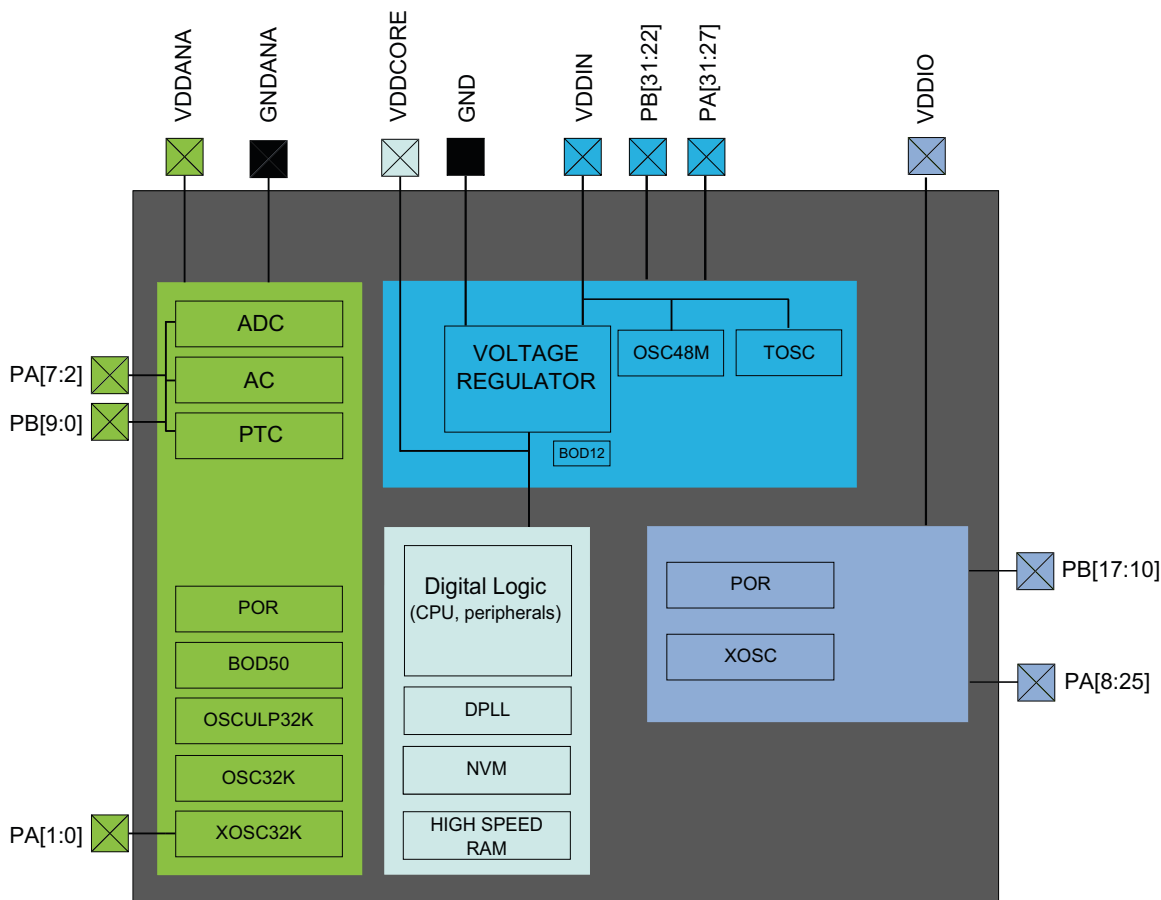 VDDANA
GNDANA
VDDCORE
GND
VDDIN
PB[31:22]
PA[31:27]
VDDIO
ADC
AC
PTC
PA[7:2]
PB[9:0]
VOLTAGE
REGULATOR
OSC48M
TOSC
BOD12
POR
BOD50
OSCULP32K
OSC32K
XOSC32K
PA[1:0]
Digital Logic
(CPU, peripherals)
DPLL
NVM
HIGH SPEED
RAM
POR
XOSC
PB[17:10]
PA[8:25]